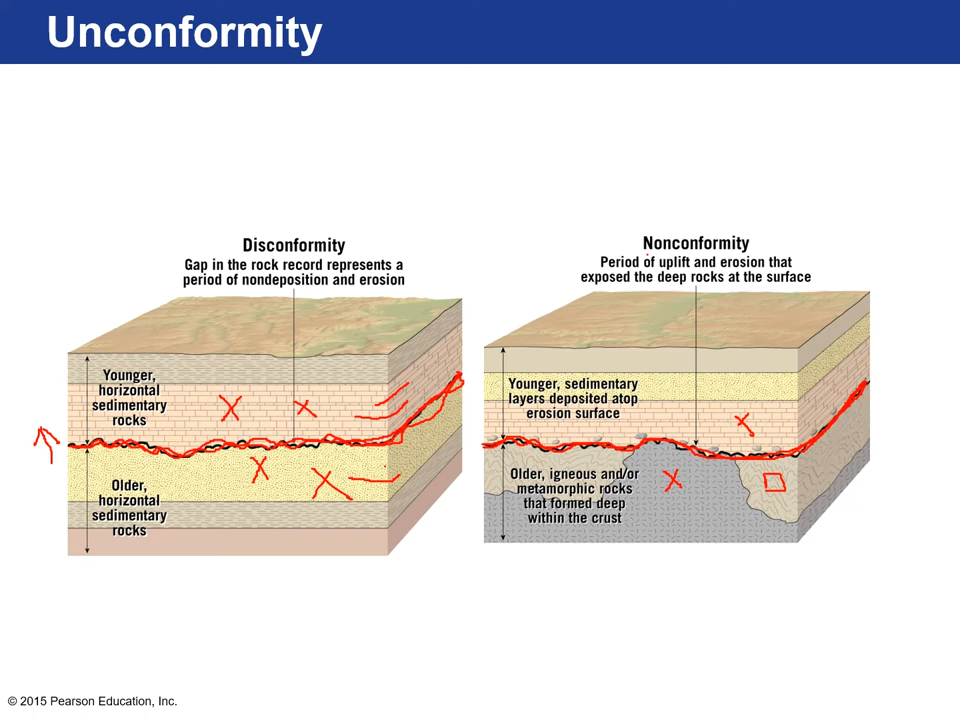 Unconformity
Disconformity
Gap in the rock record represents a
period of nondeposition and erosion
Younger,
horizontal
sedimentary
rocks
Older,
horizontal
sedimentary
rocks
Nonconformity
Period of uplift and erosion that
exposed the deep rocks at the surface
Younger, sedimentary
layers deposited atop
erosion surface
Older, igneous and/or
metamorphic rocks
that formed deep
within the crust
© 2015 Pearson Education, Inc.